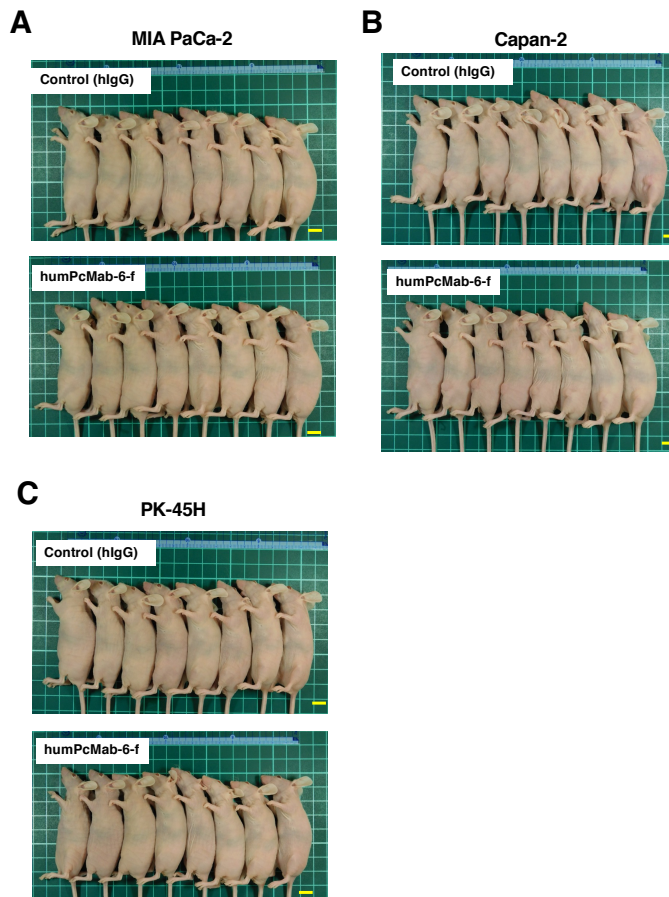 A
MIA PaCa-2
Control (hIgG)
humPcMab-6-f
B
Capan-2
Control (hIgG)
humPcMab-6-f
C
PK-45H
Control (hIgG)
humPcMab-6-f